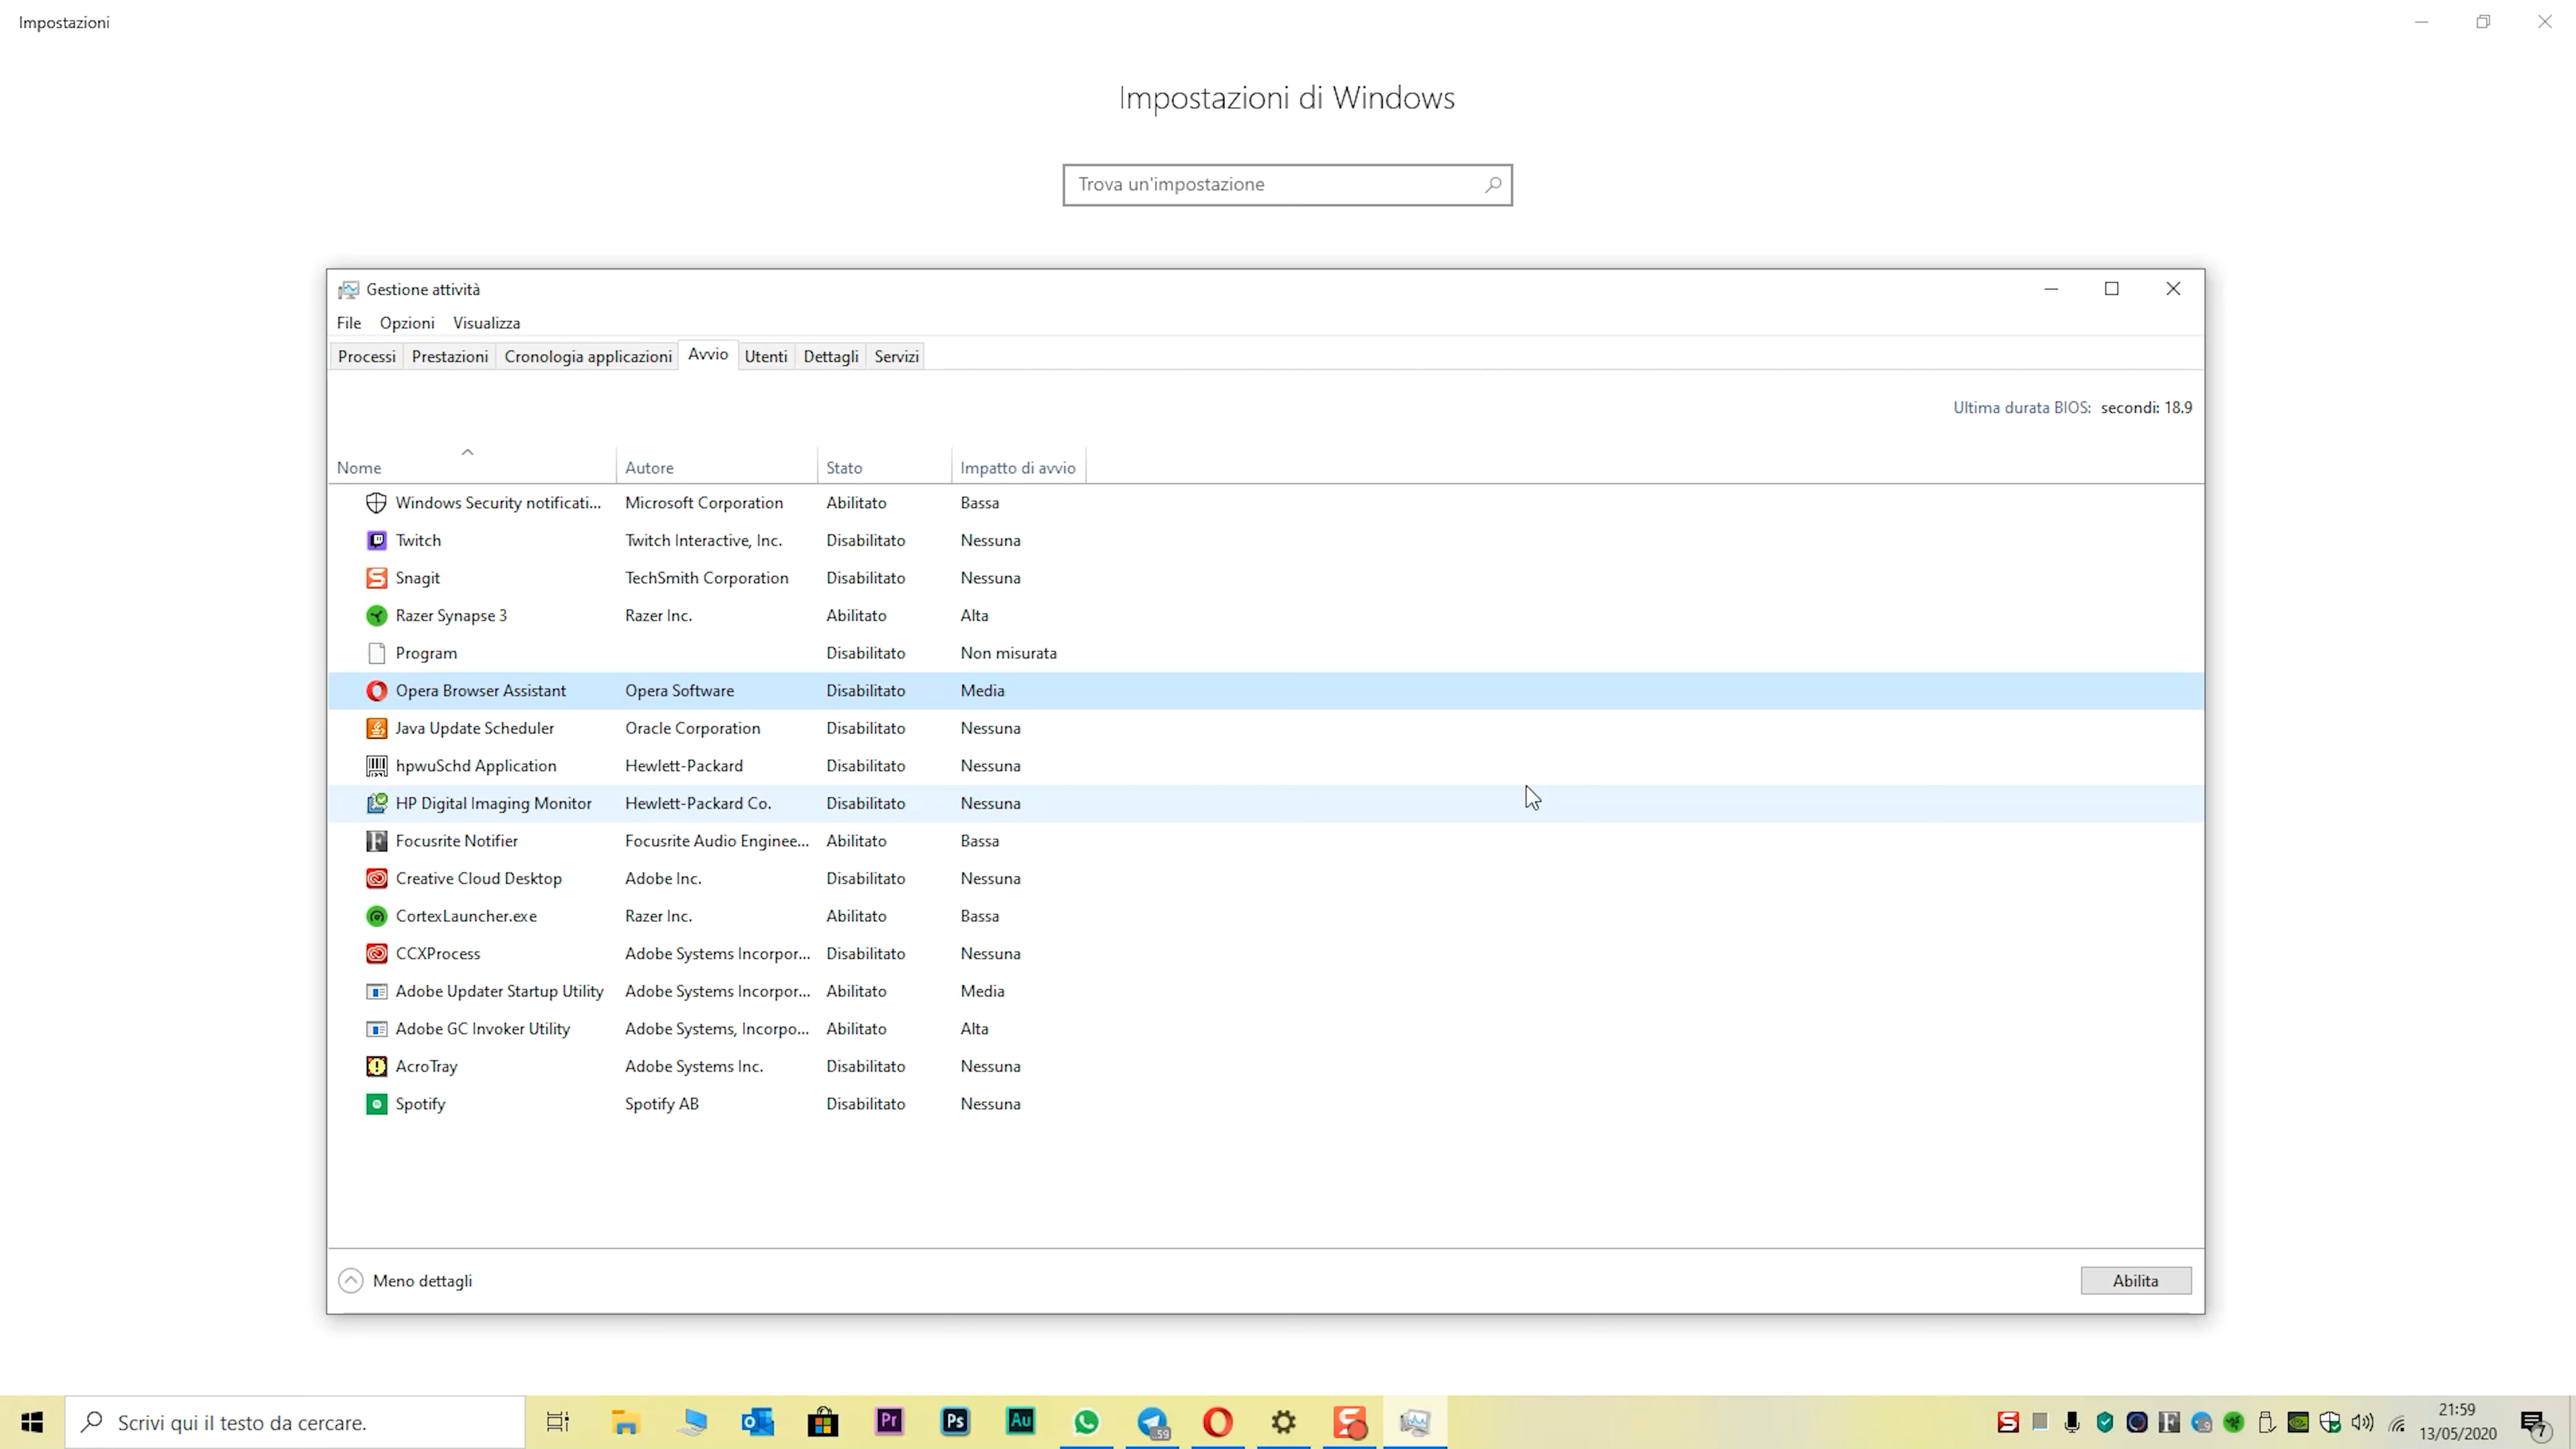 Impostazioni
Impostazioni di Windows
Trova un'impostazione
Gestione attività
File Opzioni Visualizza
Processi Prestazioni Cronologia applicazioni Avvio Utenti Dettagli Servizi
Ultima durata BIOS: secondi: 18.9
Nome Autore Stato Impatto di avvio
Windows Security notificati... Microsoft Corporation Abilitato Bassa
Twitch Twitch Interactive, Inc. Disabilitato Nessuna
Snagit TechSmith Corporation Disabilitato Nessuna
Razer Synapse 3 Razer Inc. Abilitato Alta
Program Disabilitato Non misurata
Opera Browser Assistant Opera Software Disabilitato Media
Java Update Scheduler Oracle Corporation Disabilitato Nessuna
hpwuSchd Application Hewlett-Packard Disabilitato Nessuna
HP Digital Imaging Monitor Hewlett-Packard Co. Disabilitato Nessuna
Focusrite Notifier Focusrite Audio Enginee... Abilitato Bassa
Creative Cloud Desktop Adobe Inc. Disabilitato Nessuna
CortexLauncher.exe Razer Inc. Abilitato Bassa
CCXProcess Adobe Systems Incorpor... Disabilitato Nessuna
Adobe Updater Startup Utility Adobe Systems Incorpor... Abilitato Media
Adobe GC Invoker Utility Adobe Systems, Incorpo... Abilitato Alta
AcroTray Adobe Systems Inc. Disabilitato Nessuna
Spotify Spotify AB Disabilitato Nessuna
Meno dettagli Abilita
Scrivi qui il testo da cercare. Pr Ps Au 59 21:59
13/05/2020 7